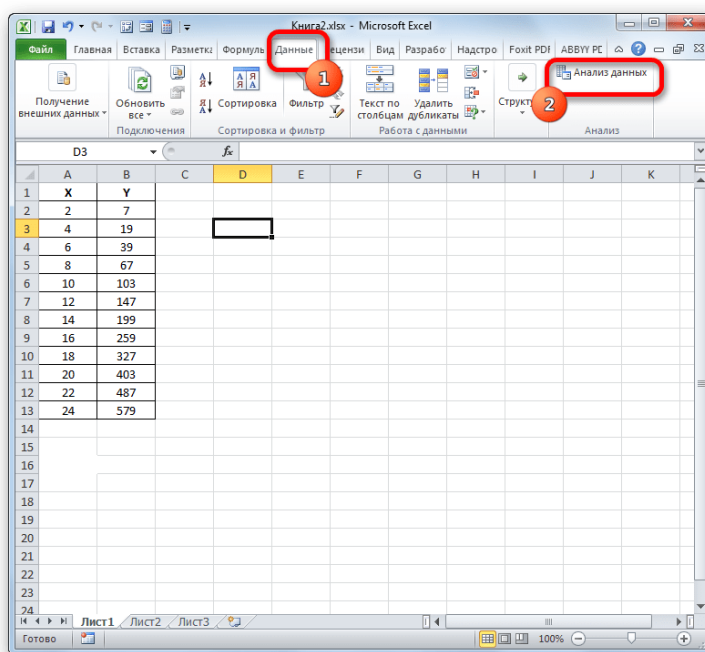 Книга2.xlsx - Microsoft Excel
Файл Главная Вставка Разметка Формуль Данные ецензи Вид Разрабо Надстро Foxit PDF ABBYY PD
Получение внешних данных
Обновить все
Подключения
Сортировка
Фильтр
Сортировка и фильтр
Текст по столбцам
Удалить дубликаты
Работа с данными
Структ
Анализ данных
Анализ
1
2
D3 fx
A B C D E F G H I J K
1 X Y
2 2 7
3 4 19
4 6 39
5 8 67
6 10 103
7 12 147
8 14 199
9 16 259
10 18 327
11 20 403
12 22 487
13 24 579
14
15
16
17
18
19
20
21
22
23
24
Лист1 Лист2 Лист3
Готово 100%